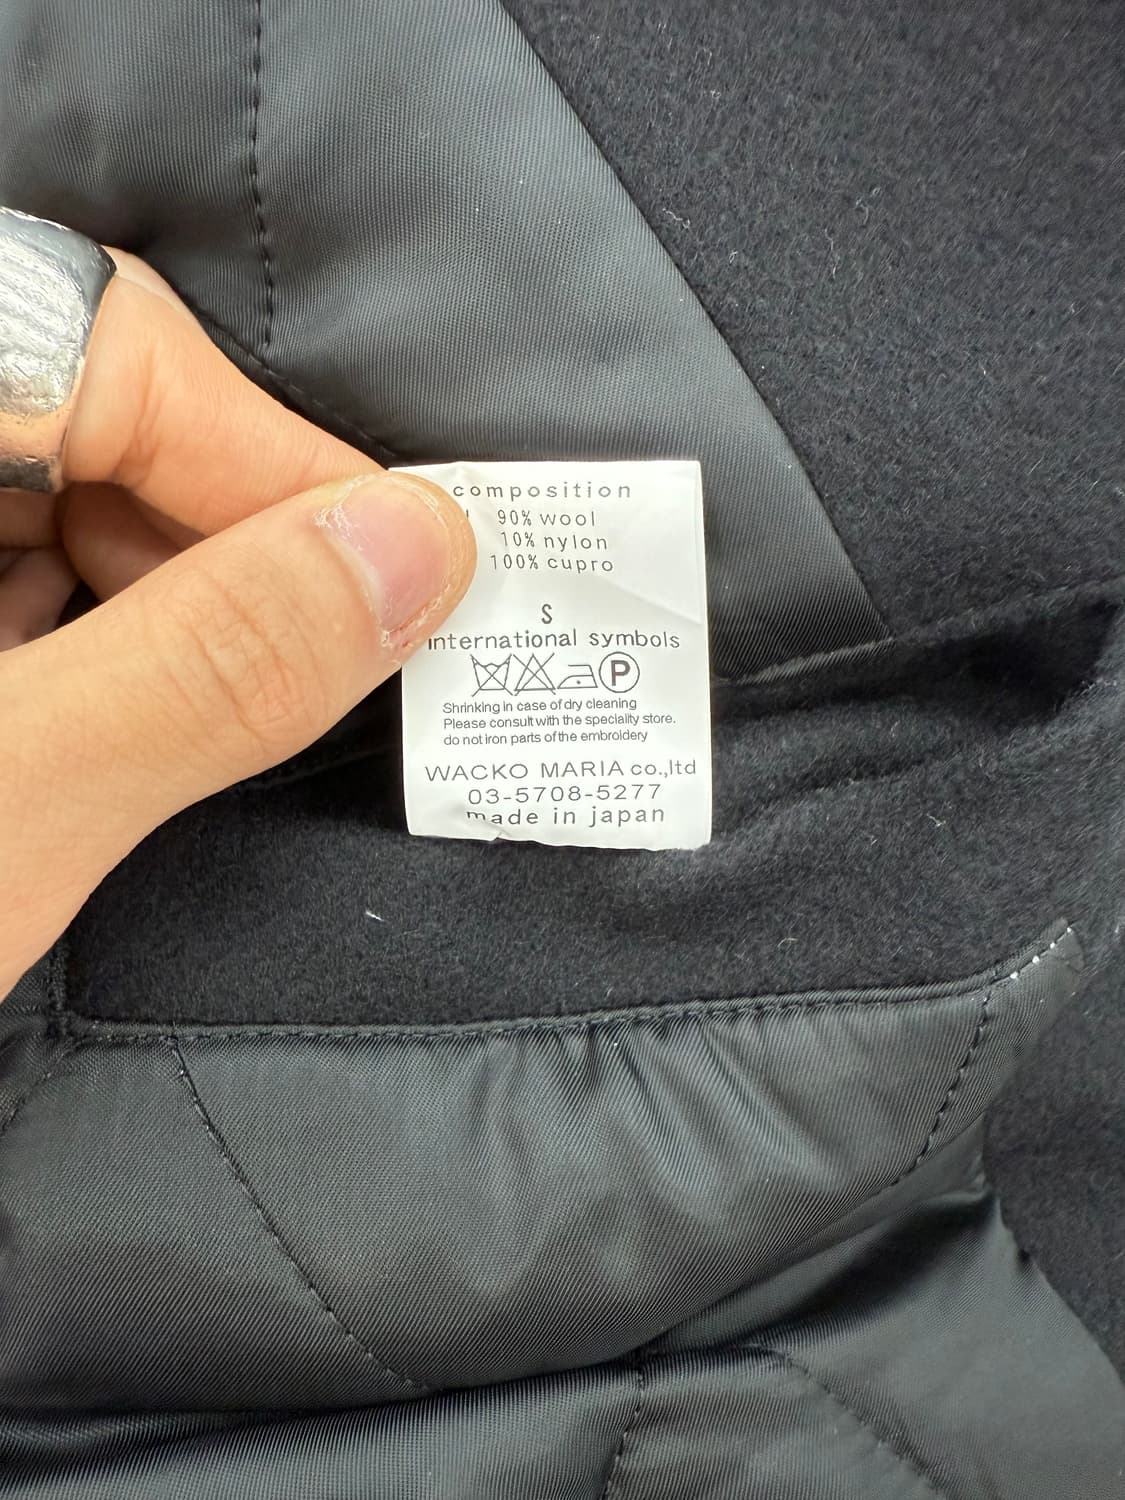 composition
90% wool
10% nylon
100% cupro
S
international symbols
P
Shrinking in case of dry cleaning
Please consult with the speciality store.
do not iron parts of the embroidery
WACKO MARIA co.,ltd
03-5708-5277
made in japan